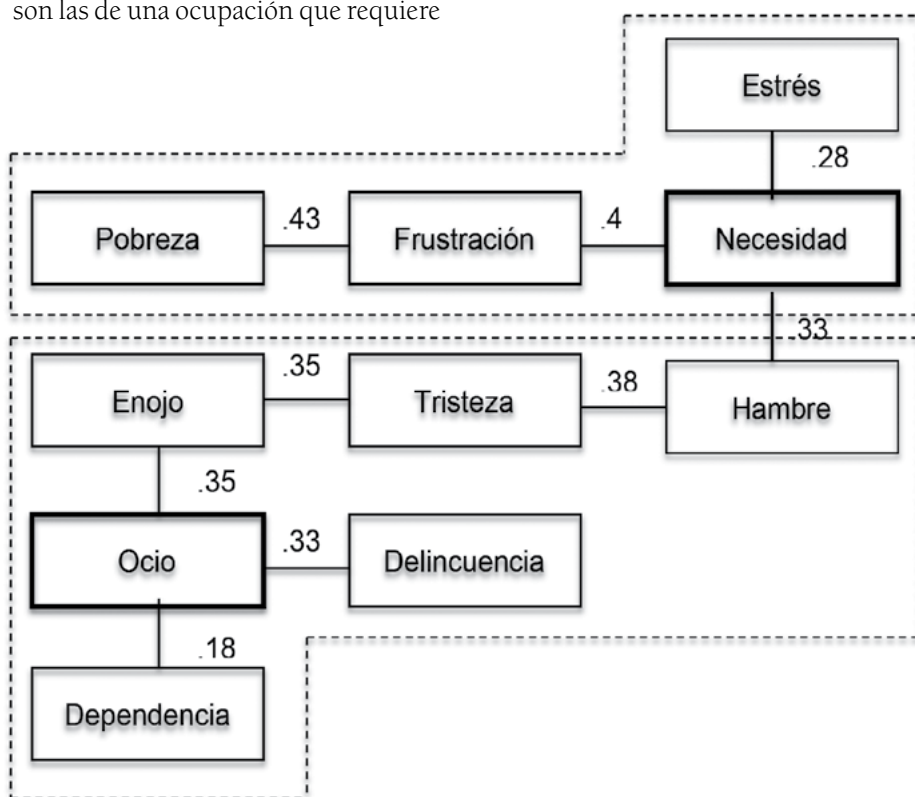 son las de una ocupación que requiere
Estrés
.28
Pobreza .43 Frustración .4 Necesidad
.33
Enojo .35 Tristeza .38 Hambre
.35
Ocio .33 Delincuencia
.18
Dependencia